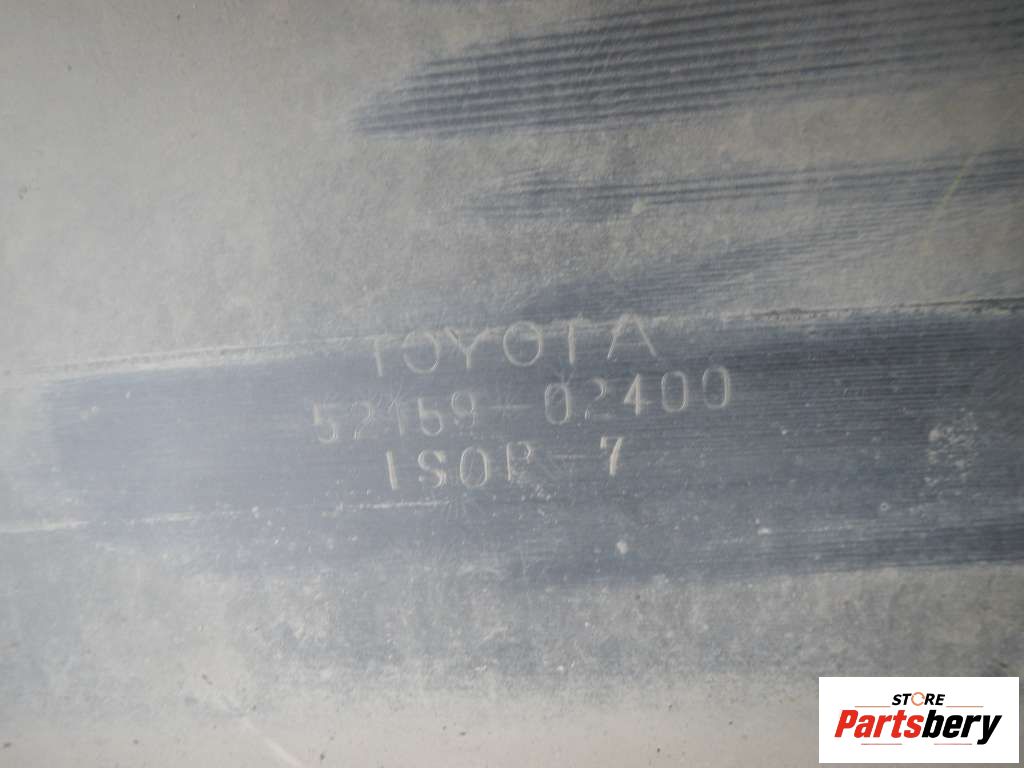 TOYOTA
52159-02400
ISOP-7
STORE
Partsbery